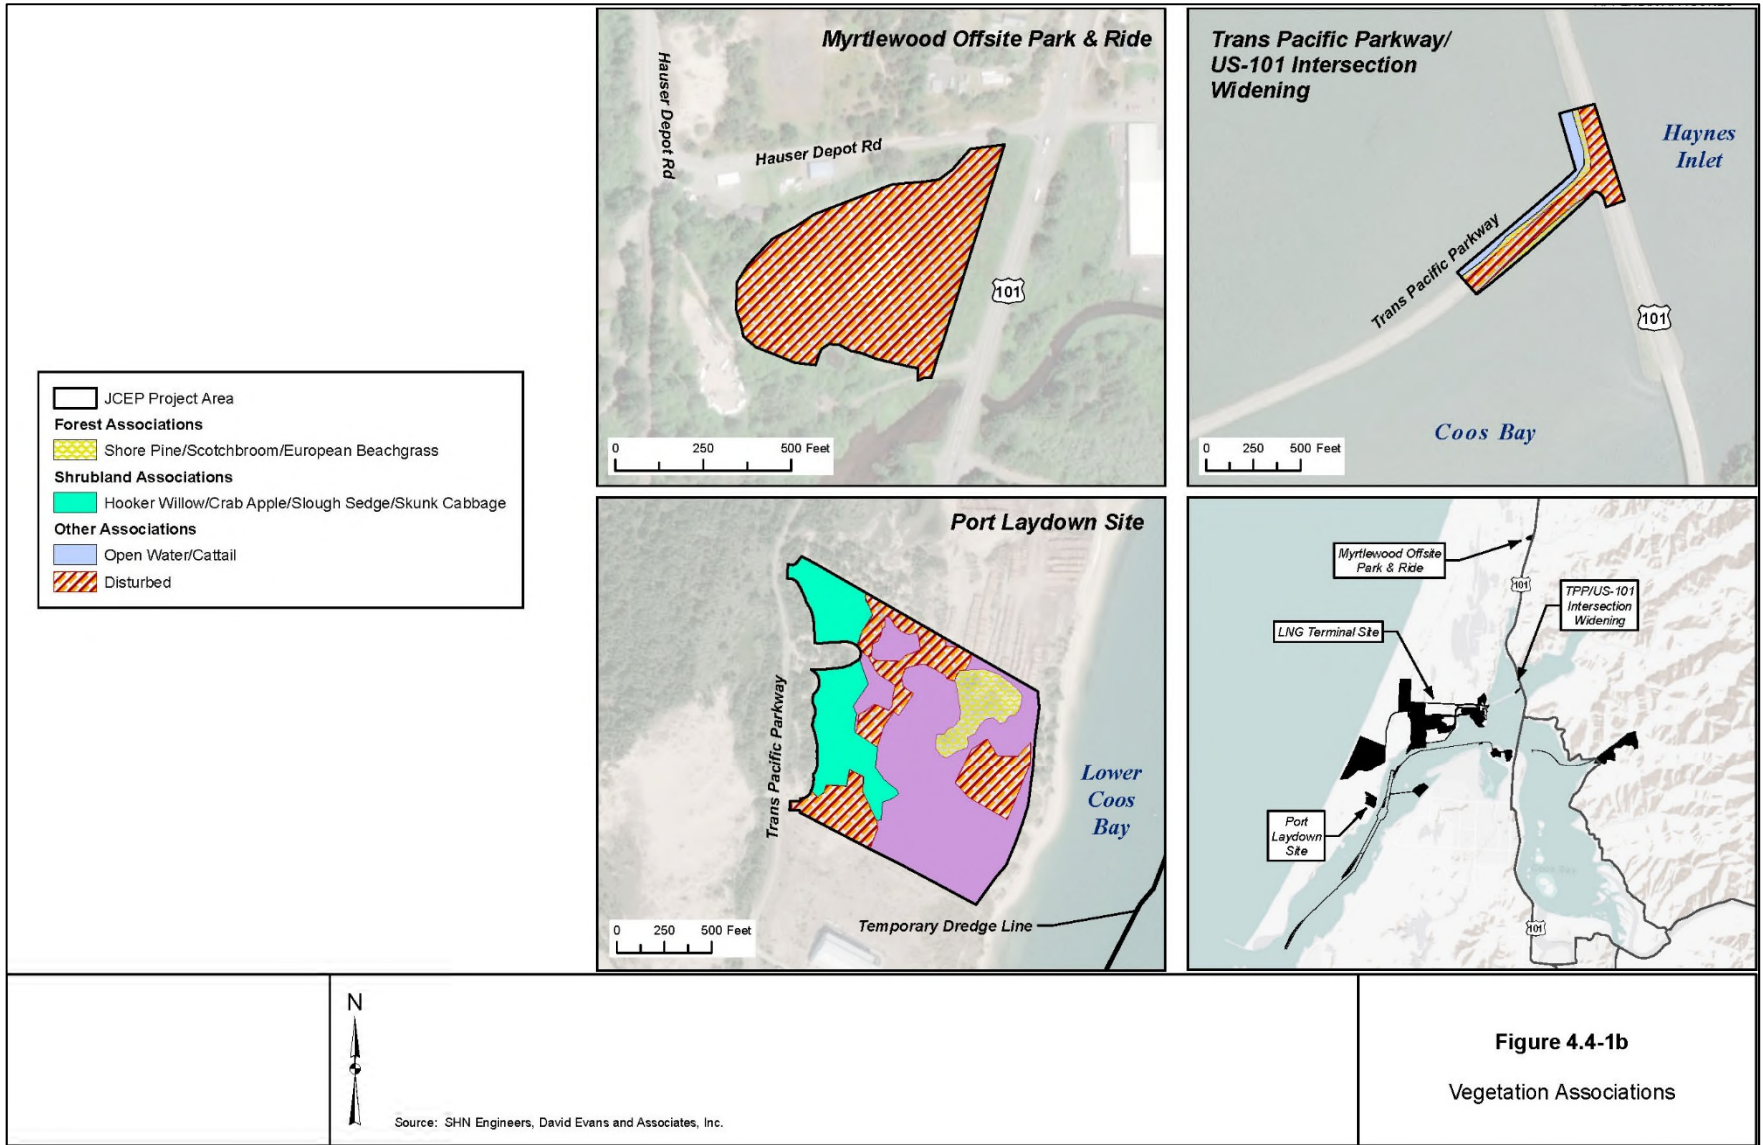 Myrtlewood Offsite Park & Ride
Hauser Depot Rd
Hauser Depot Rd
101
0 250 500 Feet
Trans Pacific Parkway/
US-101 Intersection
Widening
Haynes
Inlet
Trans Pacific Parkway
101
Coos Bay
0 250 500 Feet
JCEP Project Area
Forest Associations
Shore Pine/Scotchbroom/European Beachgrass
Shrubland Associations
Hooker Willow/Crab Apple/Slough Sedge/Skunk Cabbage
Other Associations
Open Water/Cattail
Disturbed
Port Laydown Site
Trans Pacific Parkway
Lower
Coos
Bay
Temporary Dredge Line
0 250 500 Feet
Myrtlewood Offsite
Park & Ride
101
TPP/US-101
Intersection
Widening
LNG Terminal Site
Port
Laydown
Site
101
N
Source: SHN Engineers, David Evans and Associates, Inc.
Figure 4.4-1b
Vegetation Associations